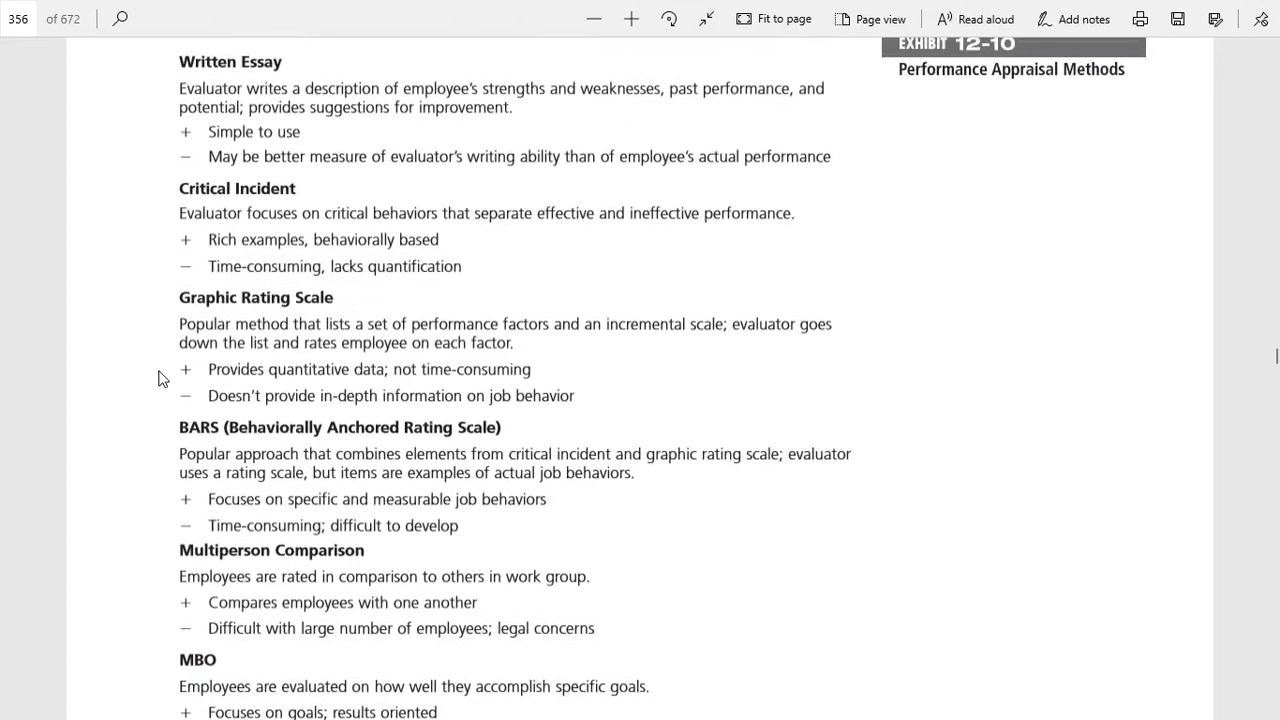 356 of 672 Fit to page Page view Read aloud Add notes
EXHIBIT 12-10
Performance Appraisal Methods
Written Essay
Evaluator writes a description of employee's strengths and weaknesses, past performance, and
potential; provides suggestions for improvement.
+ Simple to use
− May be better measure of evaluator's writing ability than of employee's actual performance
Critical Incident
Evaluator focuses on critical behaviors that separate effective and ineffective performance.
+ Rich examples, behaviorally based
− Time-consuming, lacks quantification
Graphic Rating Scale
Popular method that lists a set of performance factors and an incremental scale; evaluator goes
down the list and rates employee on each factor.
+ Provides quantitative data; not time-consuming
− Doesn't provide in-depth information on job behavior
BARS (Behaviorally Anchored Rating Scale)
Popular approach that combines elements from critical incident and graphic rating scale; evaluator
uses a rating scale, but items are examples of actual job behaviors.
+ Focuses on specific and measurable job behaviors
− Time-consuming; difficult to develop
Multiperson Comparison
Employees are rated in comparison to others in work group.
+ Compares employees with one another
− Difficult with large number of employees; legal concerns
MBO
Employees are evaluated on how well they accomplish specific goals.
+ Focuses on goals; results oriented